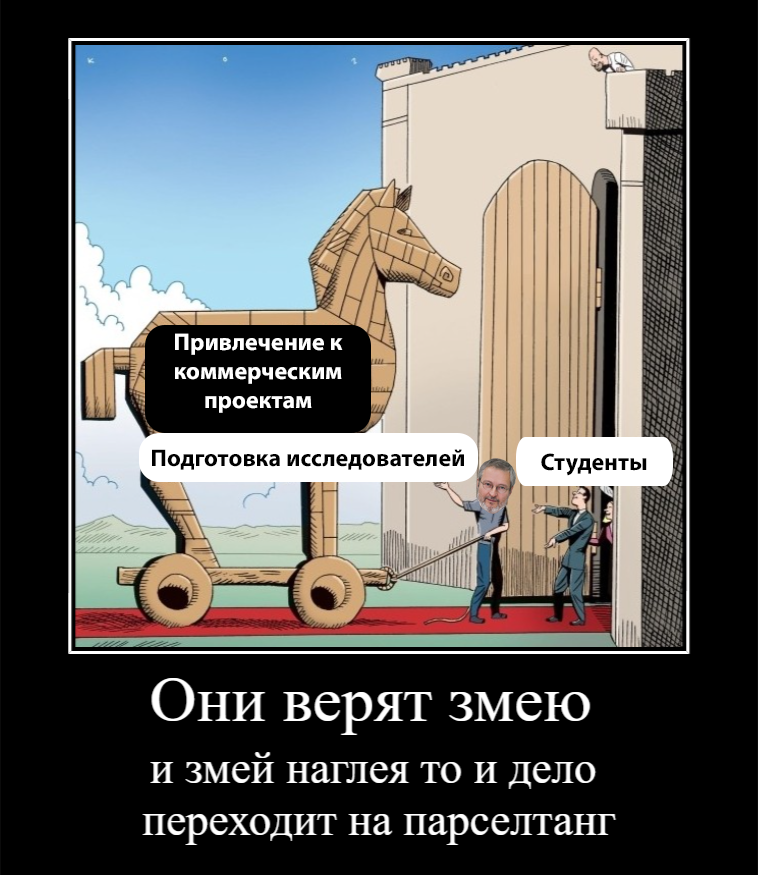 Привлечение к
коммерческим
проектам
Подготовка исследователей
Студенты
Они верят змею
и змей наглея то и дело
переходит на парселтанг